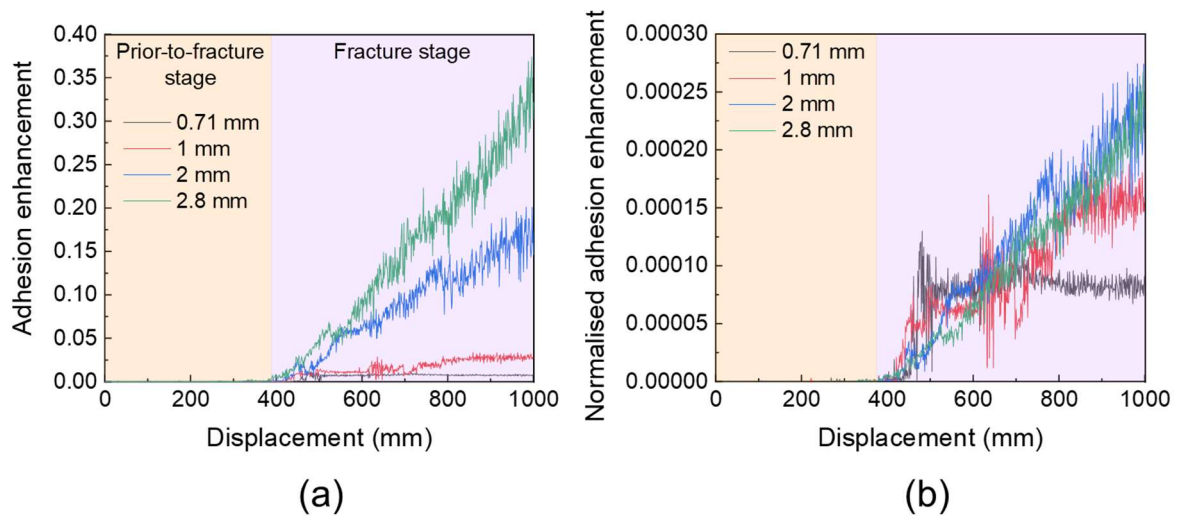 0.40
0.35
0.30
0.25
0.20
0.15
0.10
0.05
0.00
Adhesion enhancement
Prior-to-fracture
stage
Fracture stage
0.71 mm
1 mm
2 mm
2.8 mm
0 200 400 600 800 1000
Displacement (mm)
(a)
0.00030
0.00025
0.00020
0.00015
0.00010
0.00005
0.00000
Normalised adhesion enhancement
0.71 mm
1 mm
2 mm
2.8 mm
0 200 400 600 800 1000
Displacement (mm)
(b)